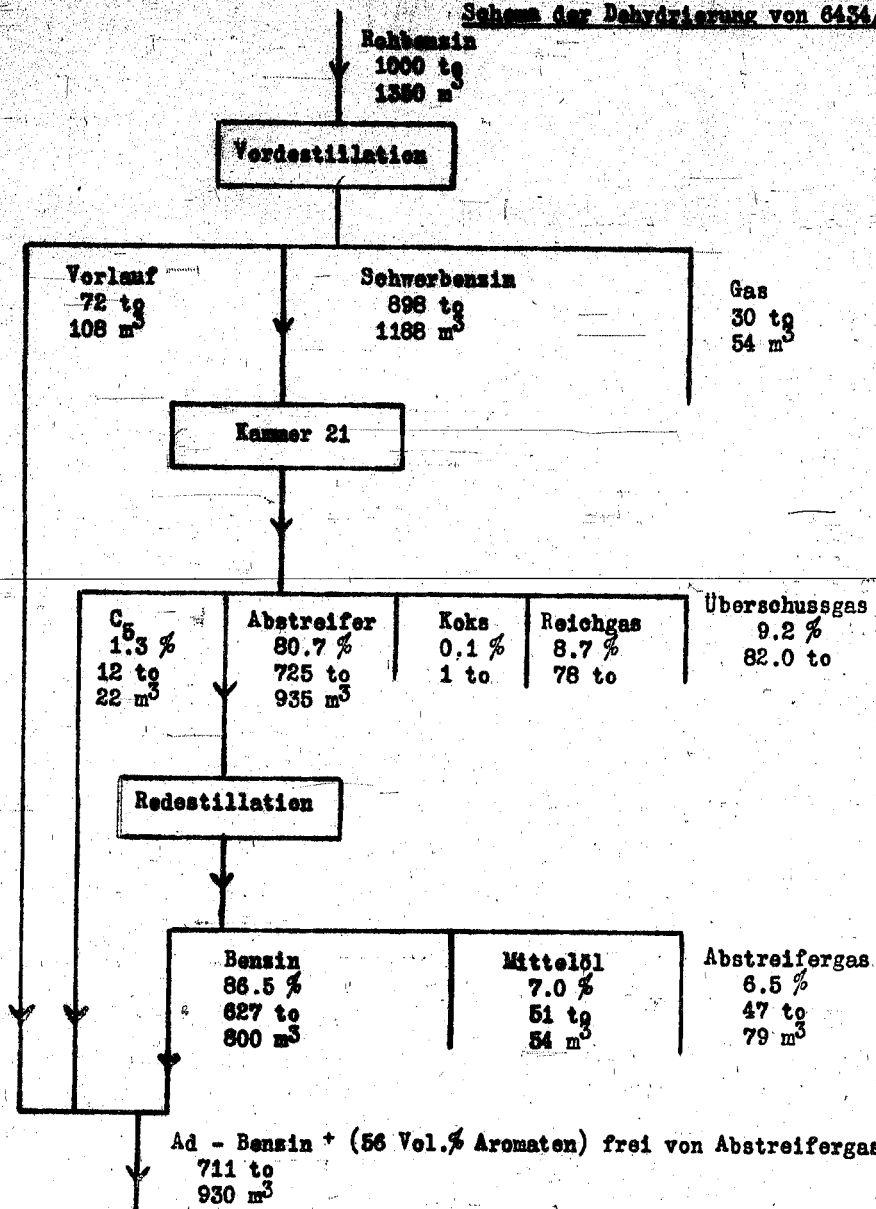 Schema der Dehydrierung von 6434/
Rohbenzin
1000 to
1350 m³
Vordestillation
Vorlauf
72 to
108 m³
Schwerbenzin
898 to
1188 m³
Gas
30 to
54 m³
Kammer 21
C₅
1.3 %
12 to
22 m³
Abstreifer
80.7 %
725 to
935 m³
Koks
0.1 %
1 to
Reichgas
8.7 %
78 to
Überschussgas
9.2 %
82.0 to
Redestillation
Benzin
86.5 %
627 to
800 m³
Mittelöl
7.0 %
51 to
54 m³
Abstreifergas
6.5 %
47 to
79 m³
Ad - Benzin + (56 Vol.% Aromaten) frei von Abstreifergas
711 to
930 m³